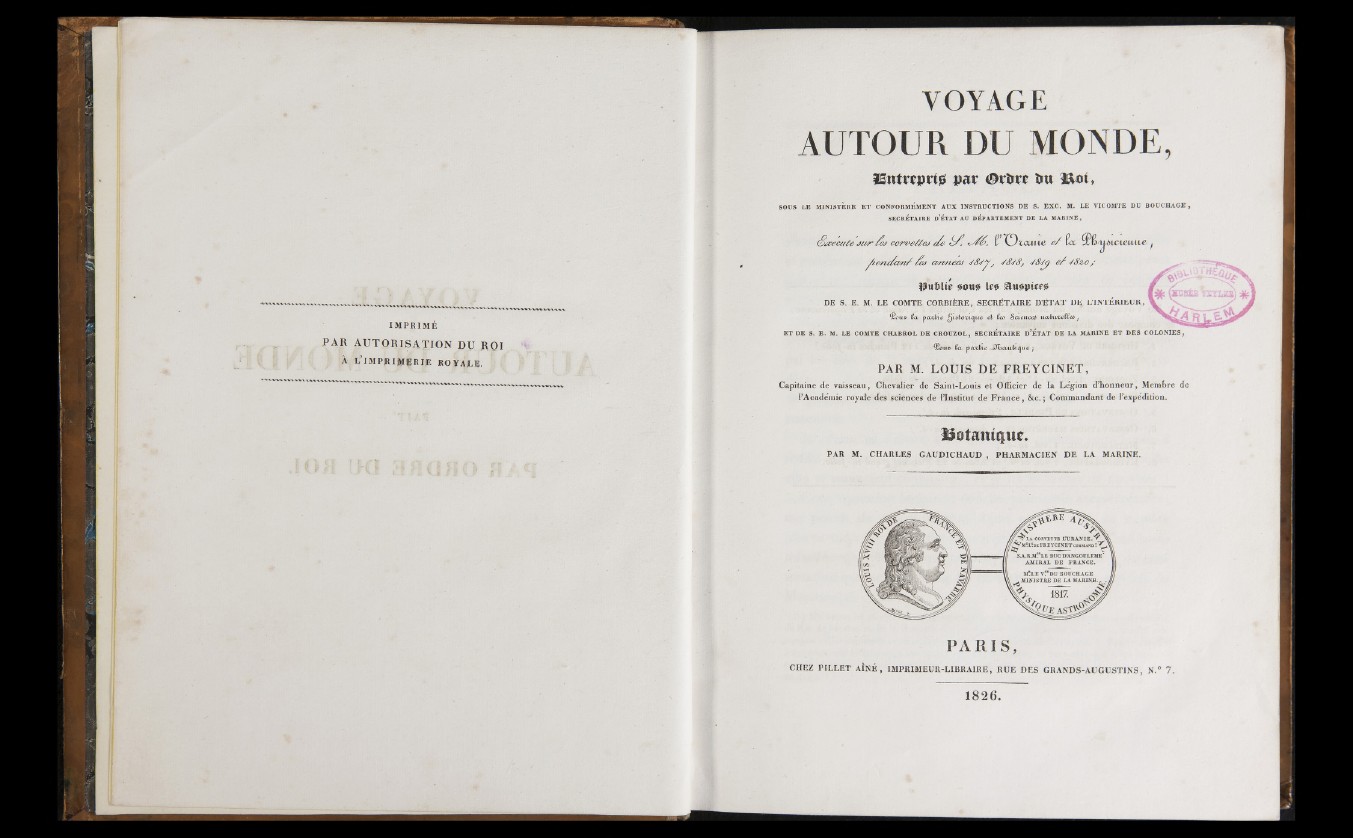 IMPRIMÉ
PAR AUTORISATION DU ROI
A L'IMPRIMERIE ROYALE.
VOYAGE
AUTOUR DU MONDE,
Entrepris par Ordre du Roi,
SOUS LE MINISTÈRE ET CONFORMÉMENT AUX INSTRUCTIONS DE S. EXC. M. LE VICOMTE DU BOUCHAGE,
SECRÉTAIRE D'ÉTAT AU DÉPARTEMENT DE LA MARINE,
Exécuté sur les corvettes de S. M. l'Uranie et la Physicienne,
pendant les années 1817, 1818, 1819 et 1820;
Publié sous les Auspices
DE S. E. M. LE COMTE CORBIÈRE, SECRÉTAIRE D'ÉTAT DE L'INTÉRIEUR,
Pour la partie Historique et les Sciences naturelles,
ET DE S. E. M. LE COMTE CHABROL DE CROUZOL, SECRÉTAIRE D'ÉTAT DE LA MARINE ET DES COLONIES,
Pour la partie Nautique;
PAR M. LOUIS DE FREYCINET,
Capitaine de vaisseau, Chevalier de Saint-Louis et Officier de la Légion d'honneur, Membre de
l'Académie royale des sciences de l'Institut de France, &c.; Commandant de l'expédition.
Botanique.
PAR M. CHARLES GAUDICHAUD, PHARMACIEN DE LA MARINE.
LOUIS XVIII ROI DE FRANCE ET DE NAVARRE
HÉMISPHÈRE AUSTRAL
LA CORVETTE L'URANIE.
S.A.R. M.GR LE DUC D'ANGOULEME
AMIRAL DE FRANCE.
M.R LE V.TE DU BOUCHAGE
MINISTRE DE LA MARINE.
1817.
PHYSIQUE ASTRONOMIE
PARIS,
CHEZ PILLET AÎNÉ, IMPRIMEUR-LIBRAIRE, RUE DES GRANDS-AUGUSTINS, N.º 7.
1826.
BIBLIOTHÈQUE
MUSÉE TEYLER
HARLEM